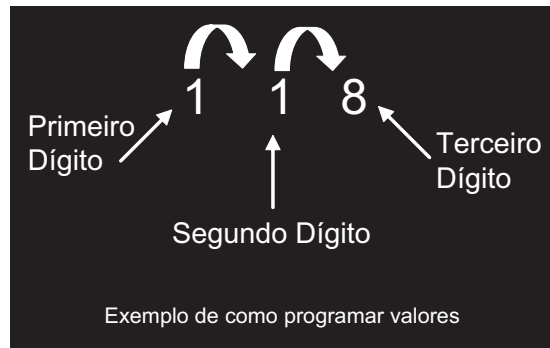 1 1 8
Primeiro
Dígito
Terceiro
Dígito
Segundo Dígito
Exemplo de como programar valores